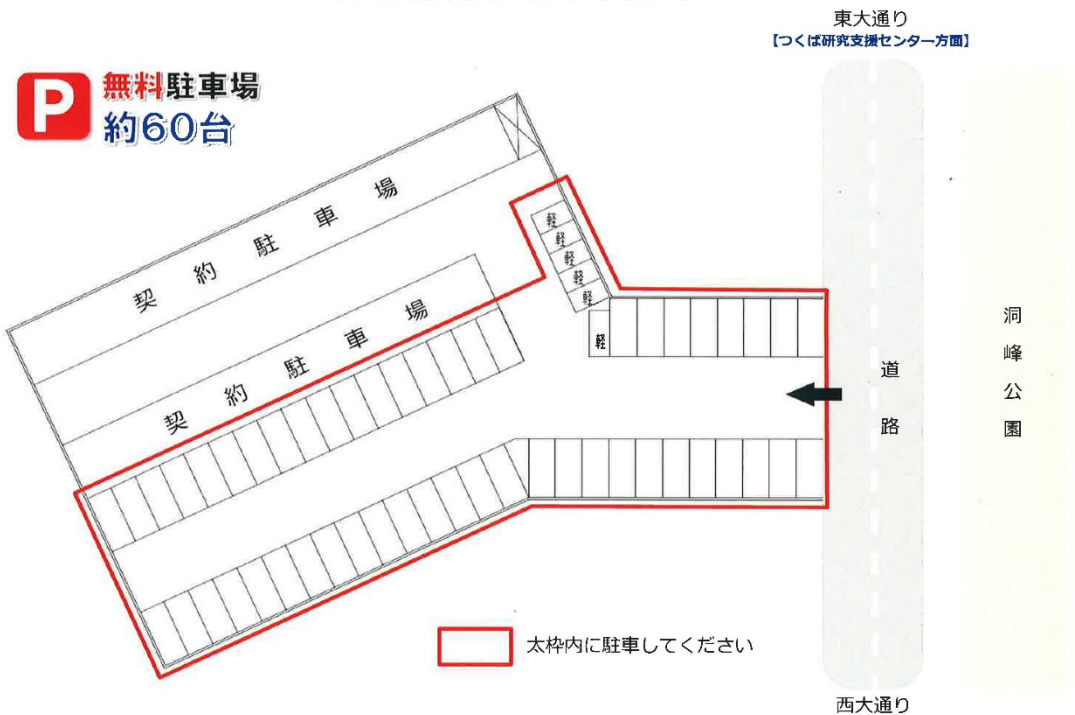 東大通り
【つくば研究支援センター方面】
P
無料駐車場
約60台
契約駐車場
契約駐車場
軽
軽
軽
軽
軽
軽
道路
洞峰公園
太枠内に駐車してください
西大通り